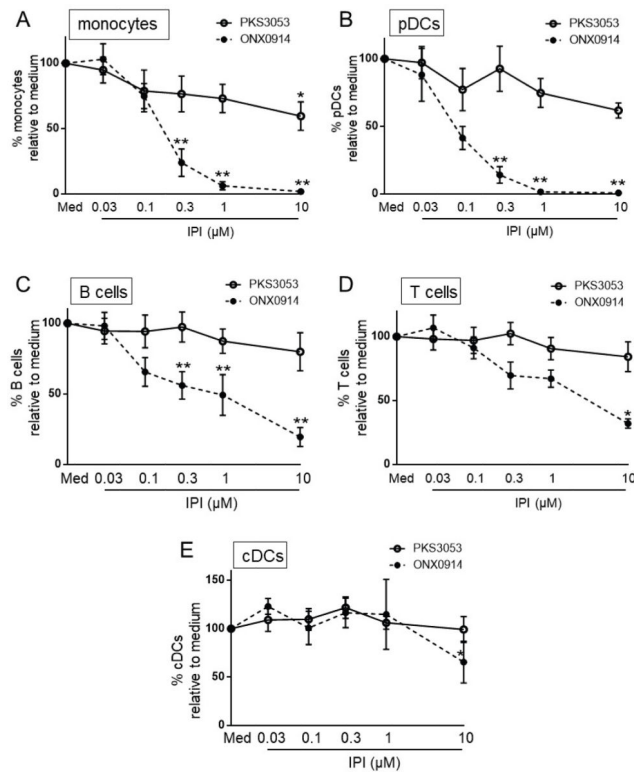 A
monocytes
PKS3053
ONX0914
% monocytes
relative to medium
100
50
0
*
**
**
**
Med 0.03 0.1 0.3 1 10
IPI (µM)
B
pDCs
PKS3053
ONX0914
% pDCs
relative to medium
100
50
0
**
**
**
Med 0.03 0.1 0.3 1 10
IPI (µM)
C
B cells
PKS3053
ONX0914
% B cells
relative to medium
100
50
0
**
**
**
Med 0.03 0.1 0.3 1 10
IPI (µM)
D
T cells
PKS3053
ONX0914
% T cells
relative to medium
100
50
0
*
Med 0.03 0.1 0.3 1 10
IPI (µM)
E
cDCs
PKS3053
ONX0914
% cDCs
relative to medium
150
100
50
0
*
Med 0.03 0.1 0.3 1 10
IPI (µM)